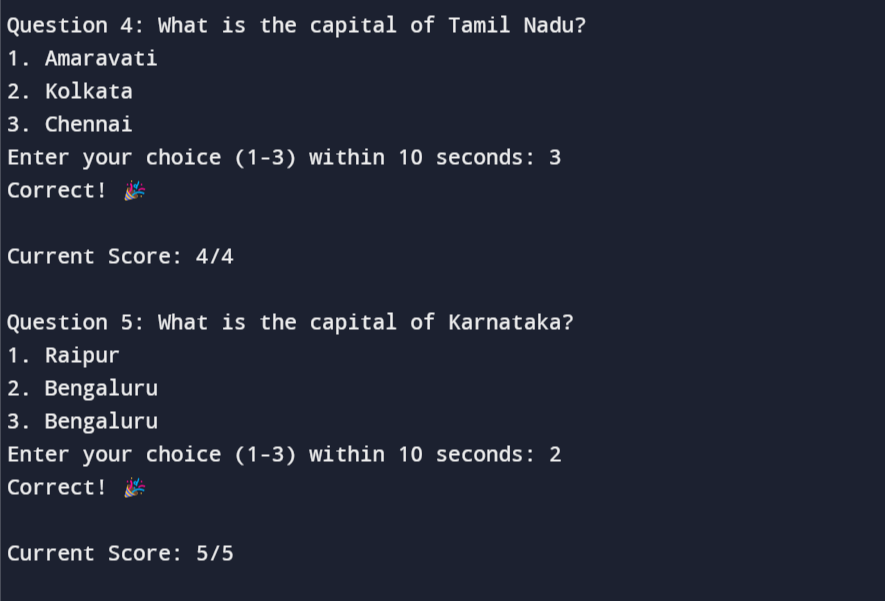 Question 4: What is the capital of Tamil Nadu?
1. Amaravati
2. Kolkata
3. Chennai
Enter your choice (1-3) within 10 seconds: 3
Correct! 🎉
Current Score: 4/4
Question 5: What is the capital of Karnataka?
1. Raipur
2. Bengaluru
3. Bengaluru
Enter your choice (1-3) within 10 seconds: 2
Correct! 🎉
Current Score: 5/5